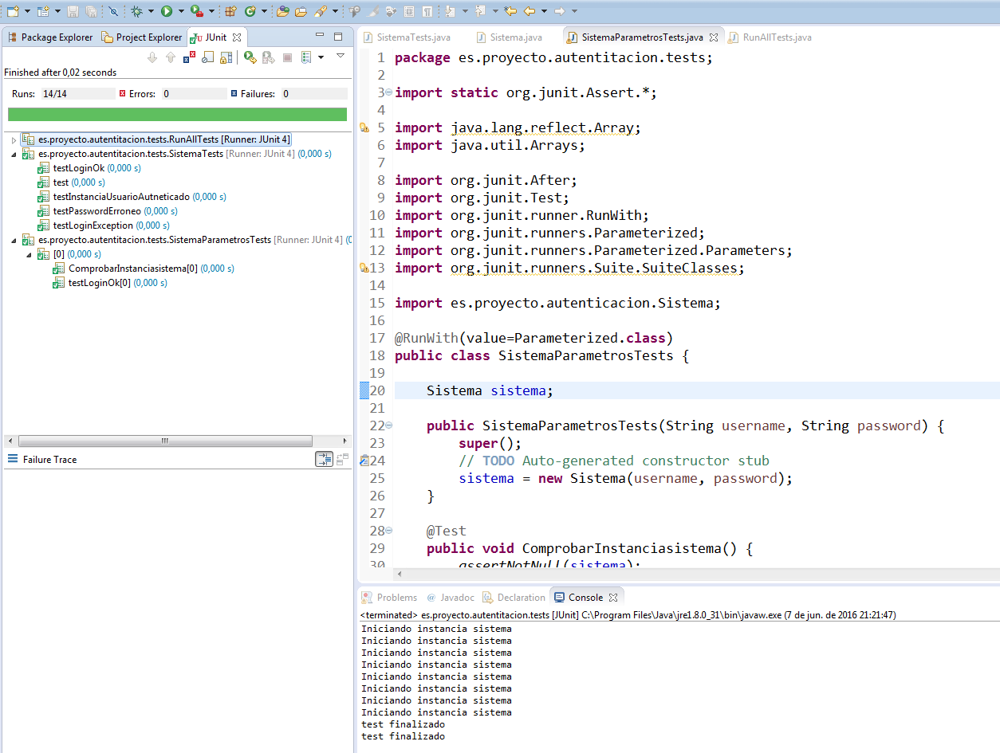 Package Explorer Project Explorer JUnit
Finished after 0,02 seconds
Runs: 14/14 Errors: 0 Failures: 0
es.proyecto.autentitacion.tests.RunAllTests [Runner: JUnit 4]
es.proyecto.autentitacion.tests.SistemaTests [Runner: JUnit 4] (0,000 s)
testLoginOk (0,000 s)
test (0,000 s)
testInstanciaUsuarioAutneticado (0,000 s)
testPasswordErroneo (0,000 s)
testLoginException (0,000 s)
es.proyecto.autentitacion.tests.SistemaParametrosTests [Runner: JUnit 4] (0
[0] (0,000 s)
ComprobarInstanciasistema[0] (0,000 s)
testLoginOk[0] (0,000 s)
Failure Trace
SistemaTests.java Sistema.java SistemaParametrosTests.java RunAllTests.java
1 package es.proyecto.autentitacion.tests;
2
3 import static org.junit.Assert.*;
4
5 import java.lang.reflect.Array;
6 import java.util.Arrays;
7
8 import org.junit.After;
9 import org.junit.Test;
10 import org.junit.runner.RunWith;
11 import org.junit.runners.Parameterized;
12 import org.junit.runners.Parameterized.Parameters;
13 import org.junit.runners.Suite.SuiteClasses;
14
15 import es.proyecto.autenticacion.Sistema;
16
17 @RunWith(value=Parameterized.class)
18 public class SistemaParametrosTests {
19
20 Sistema sistema;
21
22 public SistemaParametrosTests(String username, String password) {
23 super();
24 // TODO Auto-generated constructor stub
25 sistema = new Sistema(username, password);
26 }
27
28 @Test
29 public void ComprobarInstanciasistema() {
30 assertNotNull(sistema);
Problems Javadoc Declaration Console
<terminated> es.proyecto.autentitacion.tests [JUnit] C:\Program Files\Java\jre1.8.0_31\bin\javaw.exe (7 de jun. de 2016 21:21:47)
Iniciando instancia sistema
Iniciando instancia sistema
Iniciando instancia sistema
Iniciando instancia sistema
Iniciando instancia sistema
Iniciando instancia sistema
Iniciando instancia sistema
Iniciando instancia sistema
test finalizado
test finalizado